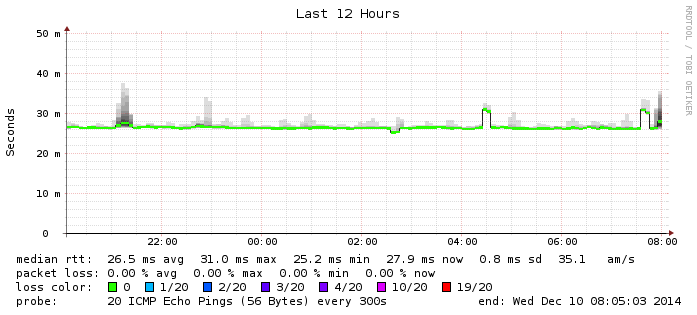 Last 12 Hours
RRDTOOL / TOBI OETIKER
Seconds
50 m
40 m
30 m
20 m
10 m
0
22:00 00:00 02:00 04:00 06:00 08:00
median rtt: 26.5 ms avg 31.0 ms max 25.2 ms min 27.9 ms now 0.8 ms sd 35.1 am/s
packet loss: 0.00 % avg 0.00 % max 0.00 % min 0.00 % now
loss color: 0 1/20 2/20 3/20 4/20 10/20 19/20
probe: 20 ICMP Echo Pings (56 Bytes) every 300s end: Wed Dec 10 08:05:03 2014